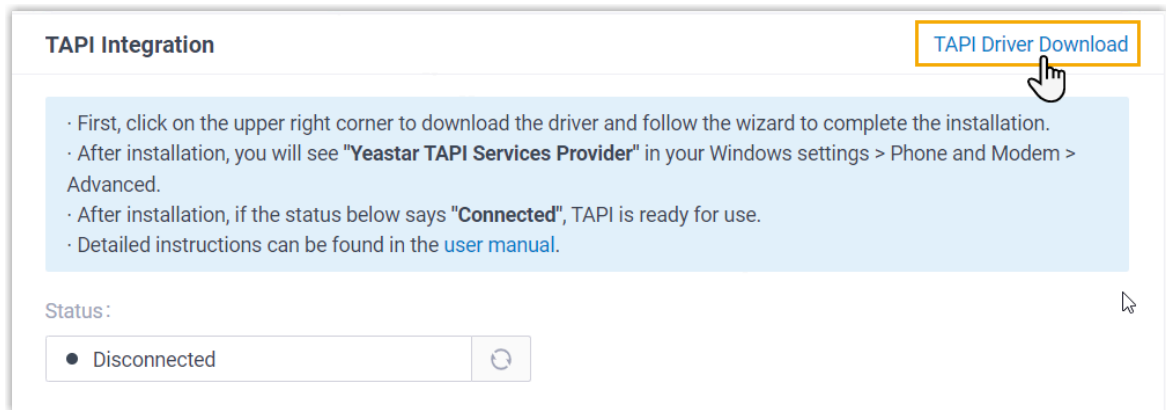 TAPI Integration
TAPI Driver Download
· First, click on the upper right corner to download the driver and follow the wizard to complete the installation.
· After installation, you will see "Yeastar TAPI Services Provider" in your Windows settings > Phone and Modem >
Advanced.
· After installation, if the status below says "Connected", TAPI is ready for use.
· Detailed instructions can be found in the user manual.
Status:
Disconnected